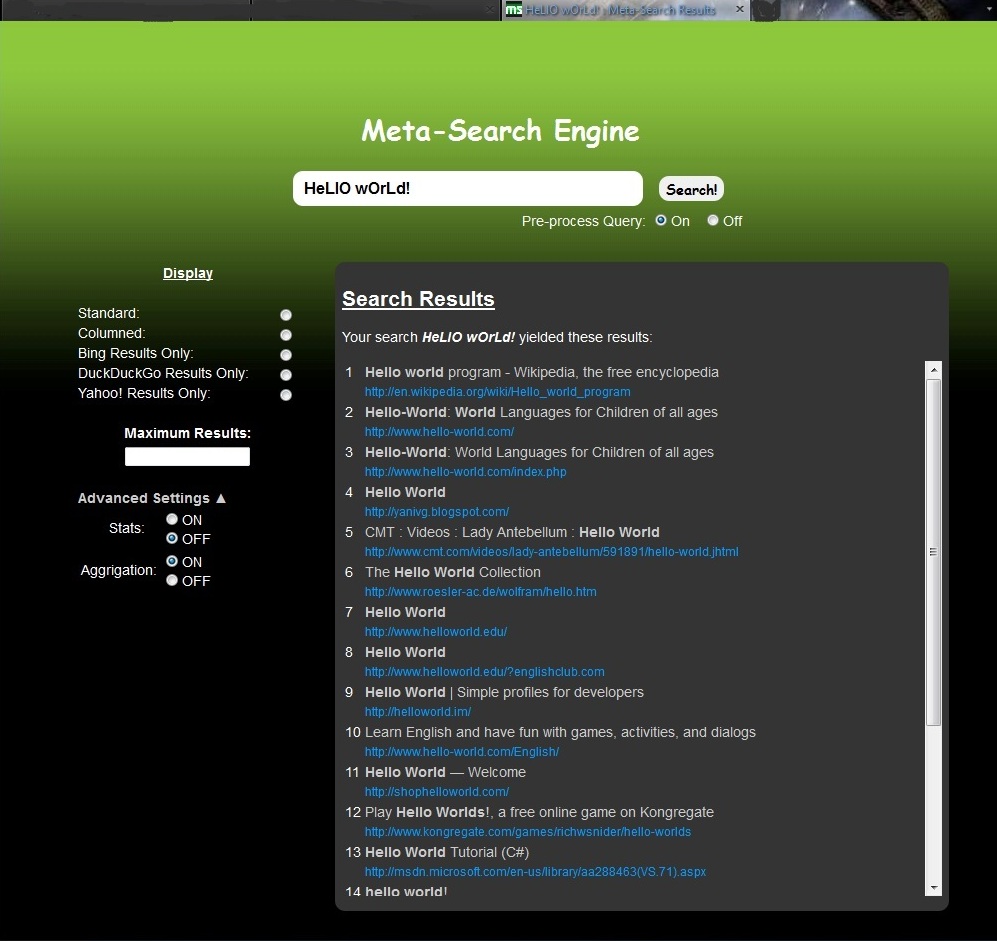 ms HeLlO wOrLd! : Meta-Search Results
Meta-Search Engine
HeLlO wOrLd!
Search!
Pre-process Query: On Off
Display
Standard:
Columned:
Bing Results Only:
DuckDuckGo Results Only:
Yahoo! Results Only:
Maximum Results:
Advanced Settings ▲
Stats: ON
OFF
Aggrigation: ON
OFF
Search Results
Your search HeLlO wOrLd! yielded these results:
1 Hello world program - Wikipedia, the free encyclopedia
http://en.wikipedia.org/wiki/Hello_world_program
2 Hello-World: World Languages for Children of all ages
http://www.hello-world.com/
3 Hello-World: World Languages for Children of all ages
http://www.hello-world.com/index.php
4 Hello World
http://yanivg.blogspot.com/
5 CMT : Videos : Lady Antebellum : Hello World
http://www.cmt.com/videos/lady-antebellum/591891/hello-world.jhtml
6 The Hello World Collection
http://www.roesler-ac.de/wolfram/hello.htm
7 Hello World
http://www.helloworld.edu/
8 Hello World
http://www.helloworld.edu/?englishclub.com
9 Hello World | Simple profiles for developers
http://helloworld.im/
10 Learn English and have fun with games, activities, and dialogs
http://www.hello-world.com/English/
11 Hello World — Welcome
http://shophelloworld.com/
12 Play Hello Worlds!, a free online game on Kongregate
http://www.kongregate.com/games/richwsnider/hello-worlds
13 Hello World Tutorial (C#)
http://msdn.microsoft.com/en-us/library/aa288463(VS.71).aspx
14 hello world!